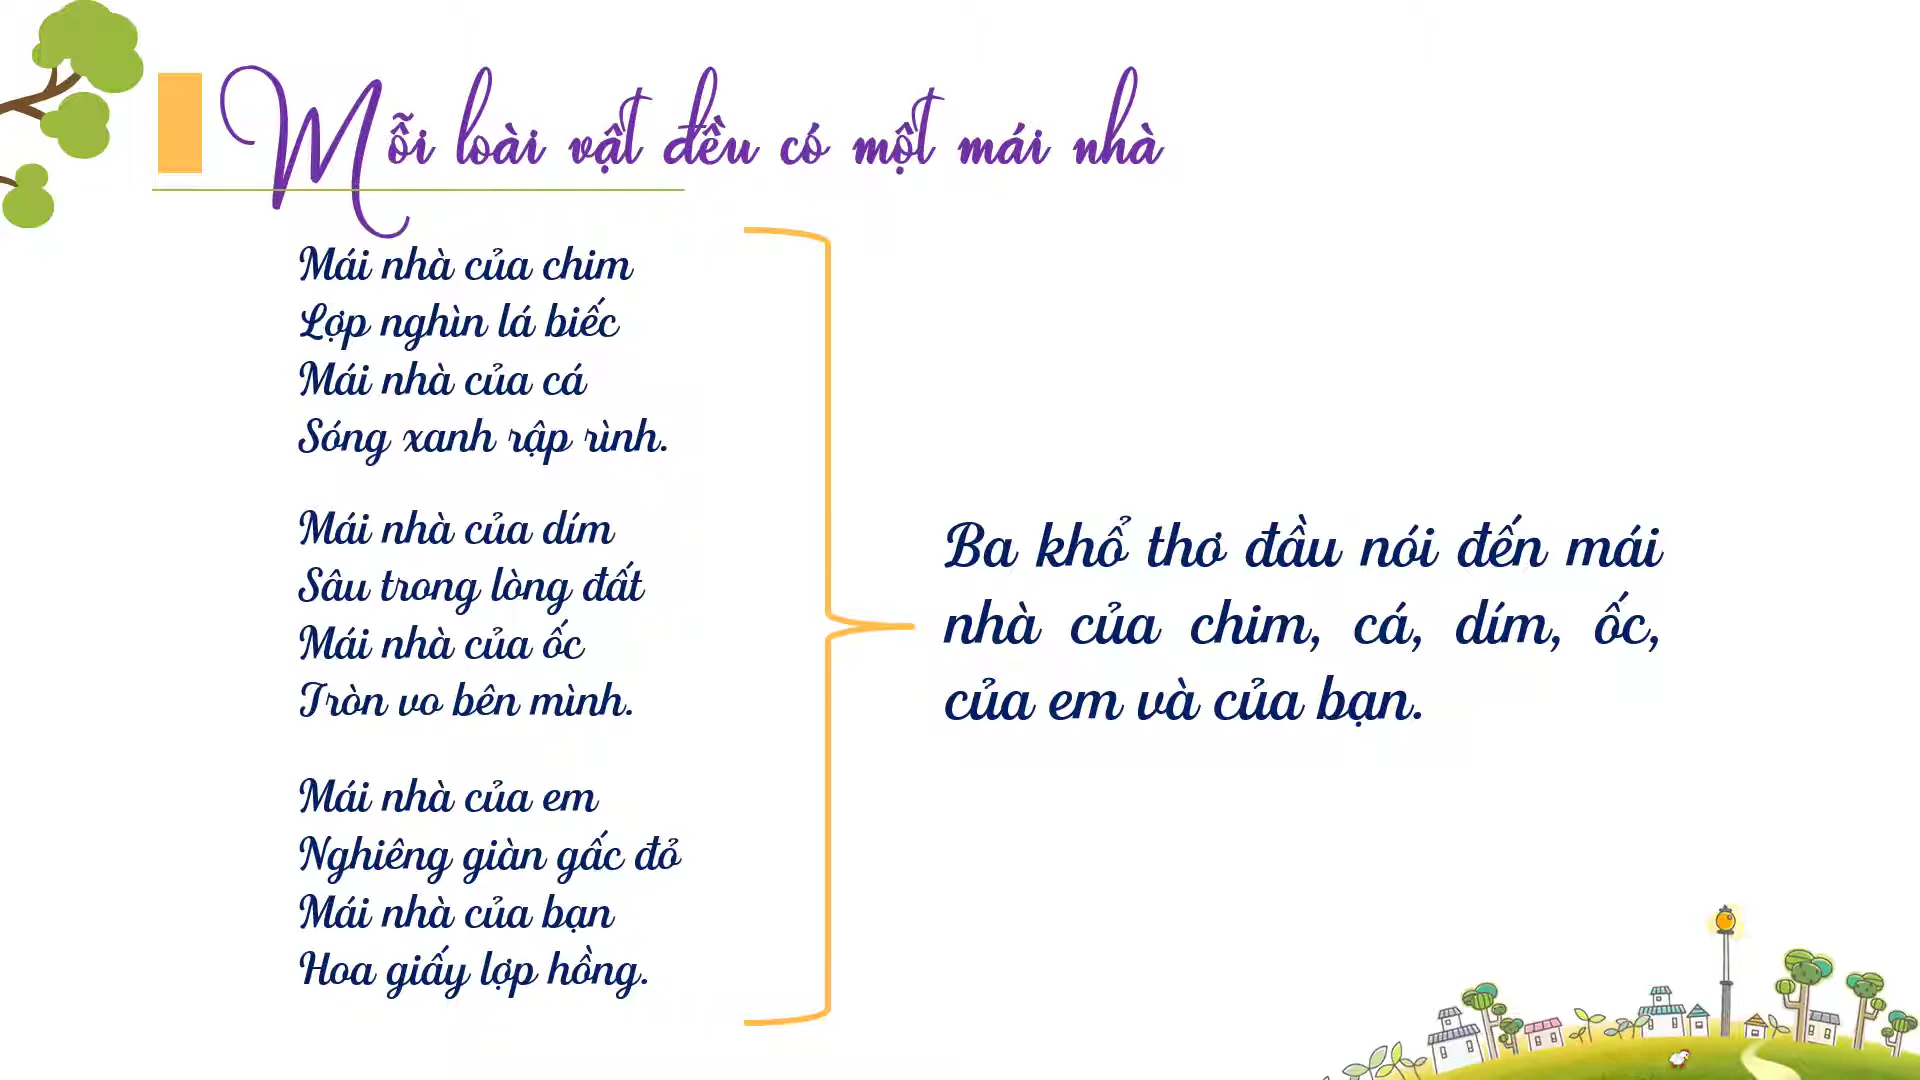 Mỗi loài vật đều có một mái nhà
Mái nhà của chim
Lợp nghìn lá biếc
Mái nhà của cá
Sóng xanh rập rình.
Mái nhà của dím
Sâu trong lòng đất
Mái nhà của ốc
Tròn vo bên mình.
Mái nhà của em
Nghiêng giàn gấc đỏ
Mái nhà của bạn
Hoa giấy lợp hồng.
Ba khổ thơ đầu nói đến mái
nhà của chim, cá, dím, ốc,
của em và của bạn.